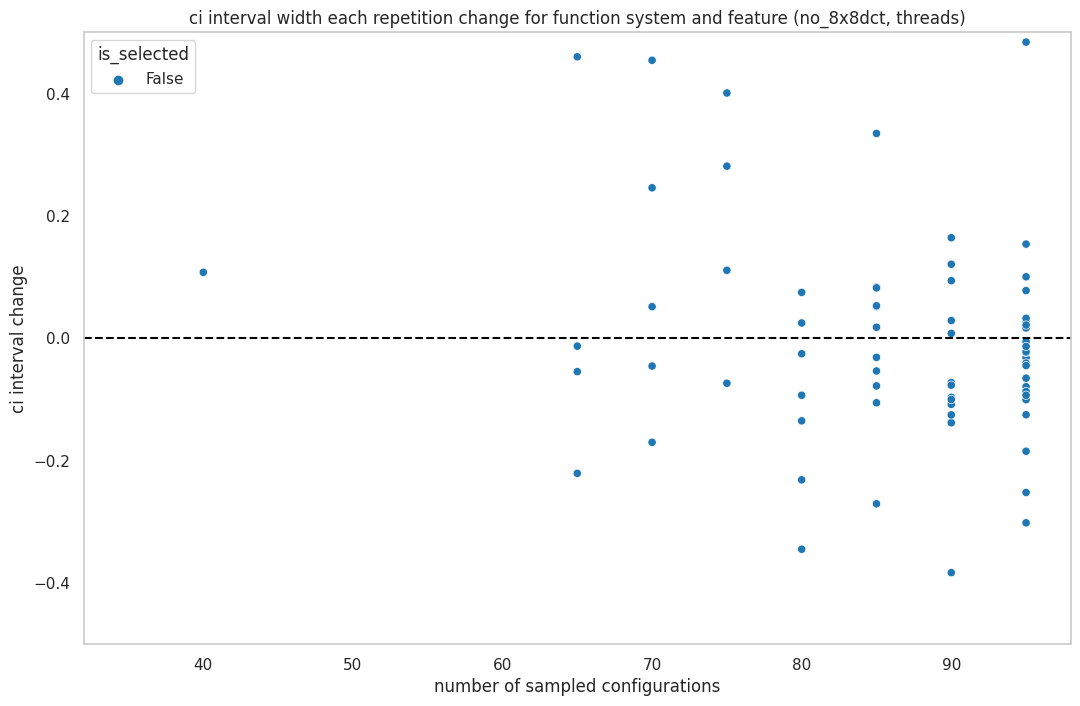 ci interval width each repetition change for function system and feature (no_8x8dct, threads)
is_selected
False
ci interval change
0.4
0.2
0.0
−0.2
−0.4
40 50 60 70 80 90
number of sampled configurations